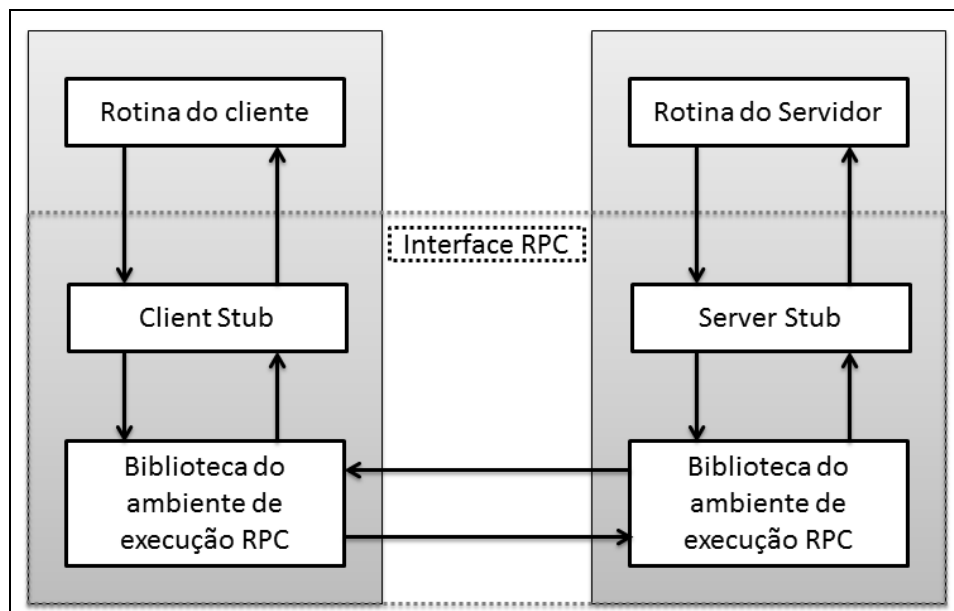 Rotina do cliente
Rotina do Servidor
Interface RPC
Client Stub
Server Stub
Biblioteca do
ambiente de
execução RPC
Biblioteca do
ambiente de
execução RPC